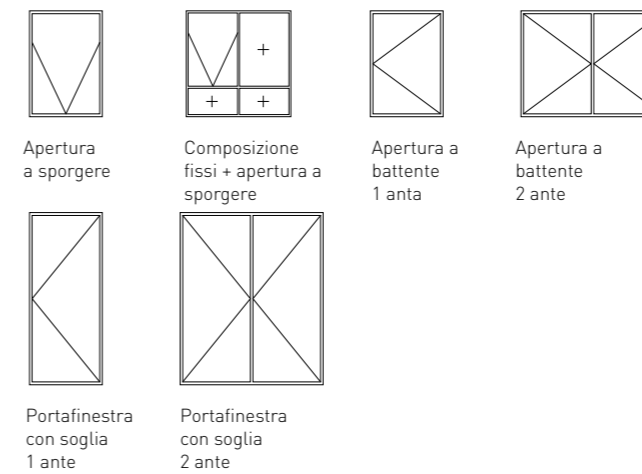 Apertura
a sporgere
Composizione
fissi + apertura a
sporgere
Apertura a
battente
1 anta
Apertura a
battente
2 ante
Portafinestra
con soglia
1 ante
Portafinestra
con soglia
2 ante